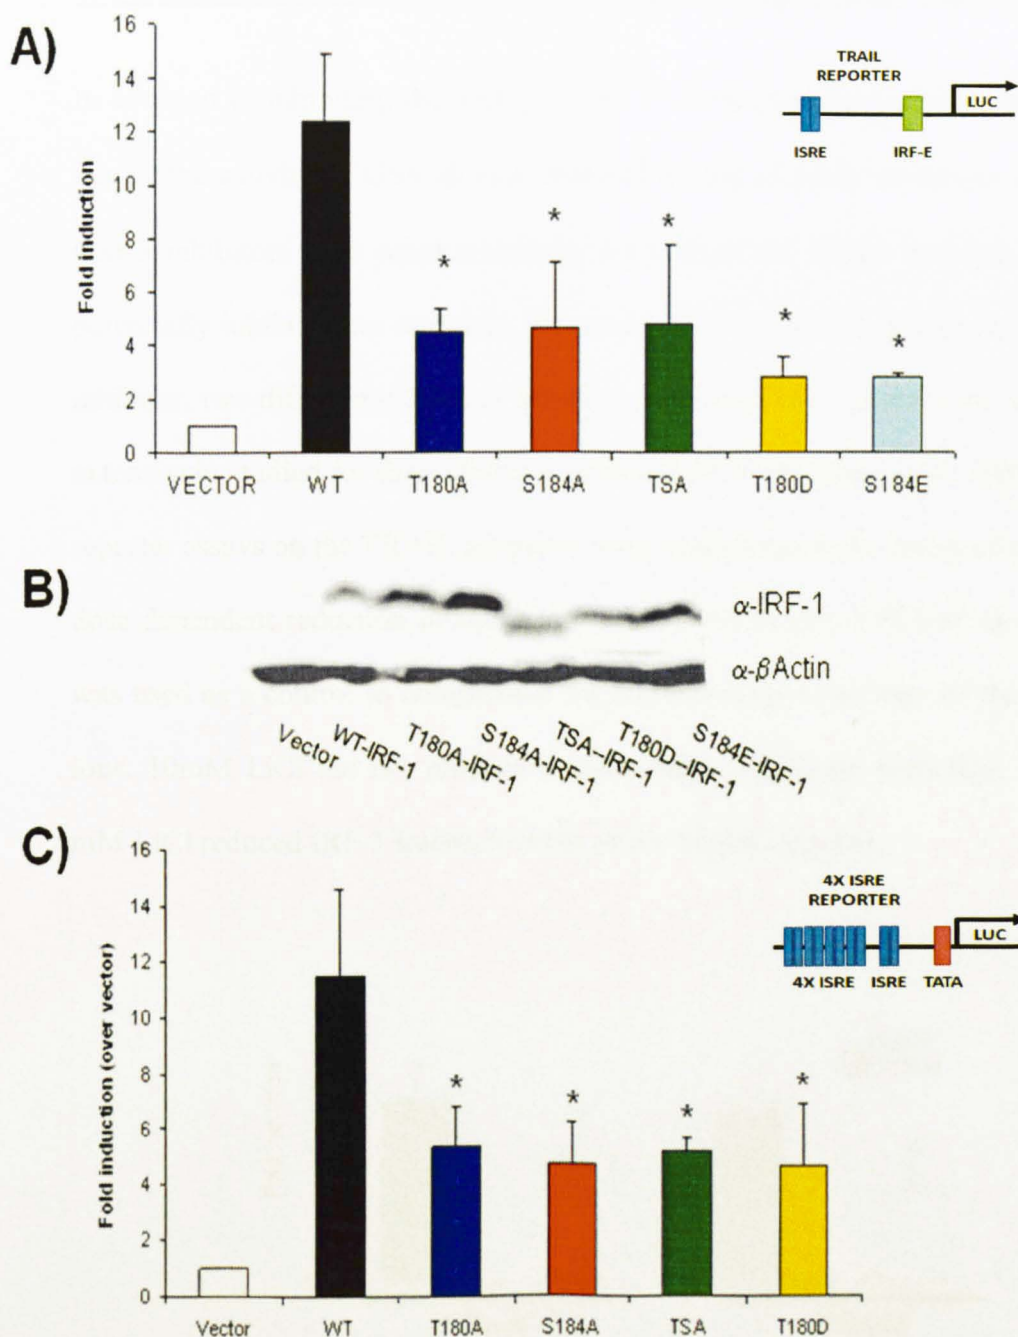 A)
16
14
12
10
8
6
4
2
0
Fold induction
TRAIL
REPORTER
LUC
ISRE IRF-E
* * * * *
VECTOR WT T180A S184A TSA T180D S184E
B)
α-IRF-1
α-βActin
Vector
WT-IRF-1
T180A-IRF-1
S184A-IRF-1
TSA–IRF-1
T180D–IRF-1
S184E-IRF-1
C)
16
14
12
10
8
6
4
2
0
Fold induction (over vector)
4X ISRE
REPORTER
LUC
4X ISRE ISRE TATA
* * * *
Vector WT T180A S184A TSA T180D